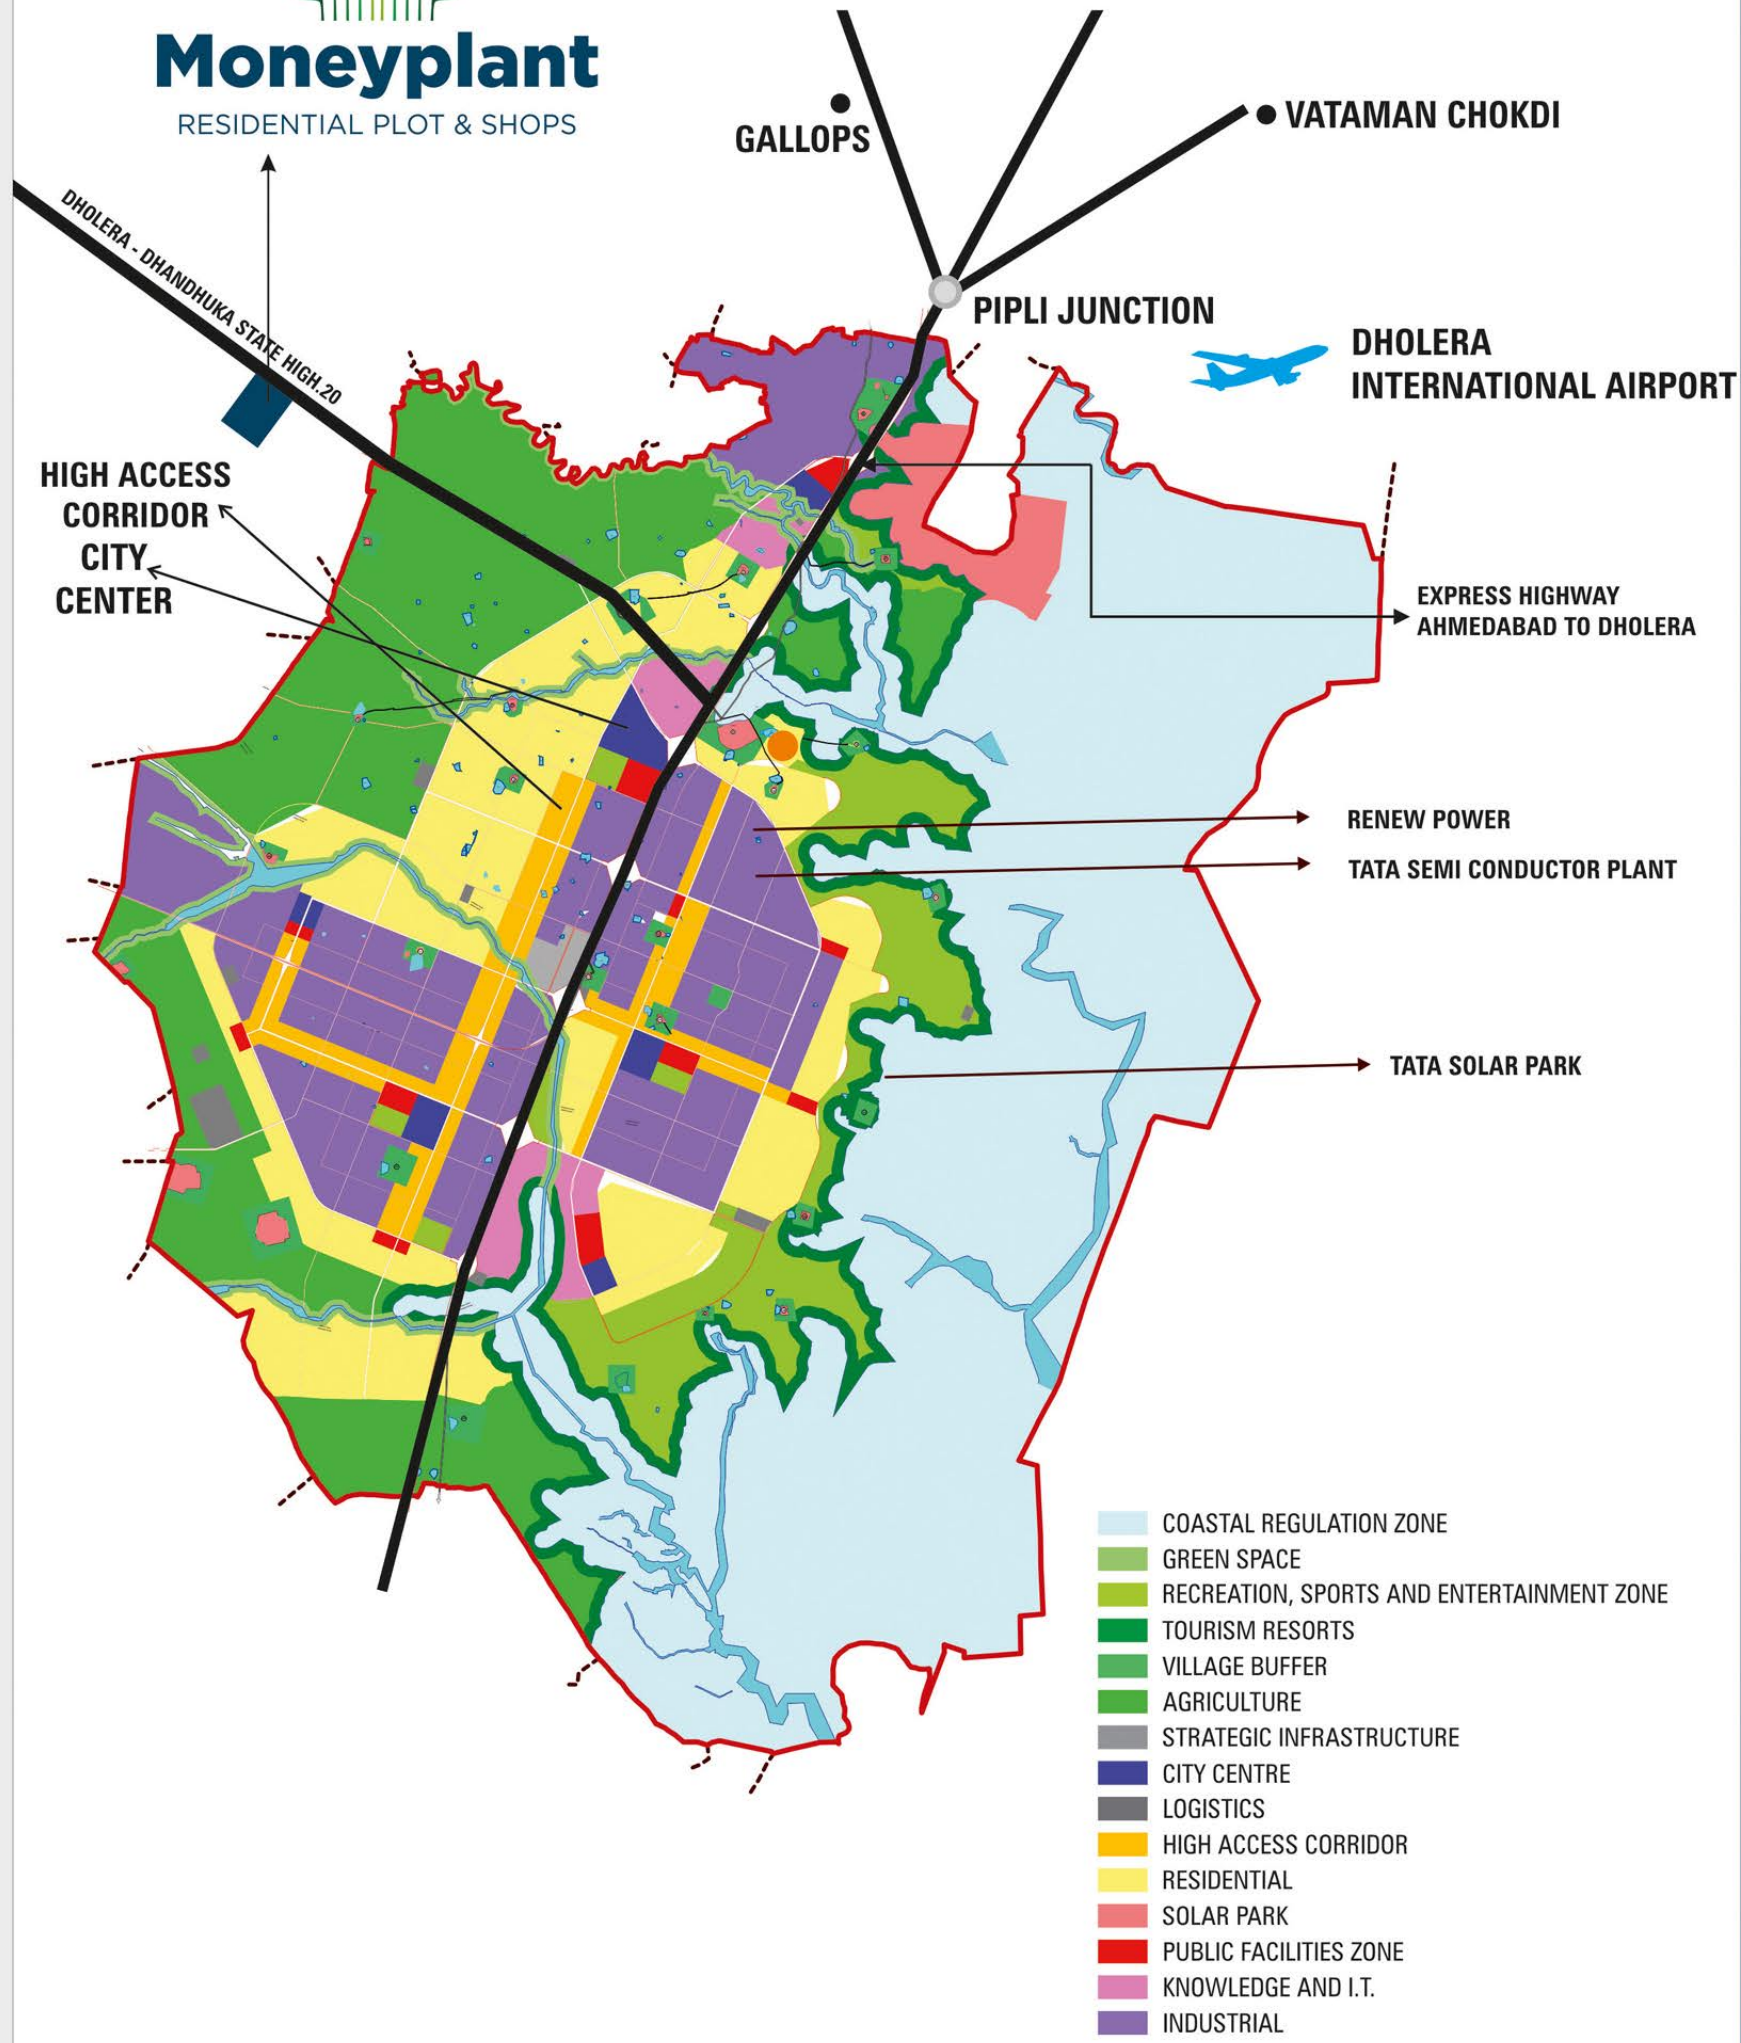 Moneyplant
RESIDENTIAL PLOT & SHOPS
GALLOPS
VATAMAN CHOKDI
DHOLERA - DHANDHUKA STATE HIGH.20
PIPLI JUNCTION
DHOLERA
INTERNATIONAL AIRPORT
HIGH ACCESS
CORRIDOR
CITY
CENTER
EXPRESS HIGHWAY
AHMEDABAD TO DHOLERA
RENEW POWER
TATA SEMI CONDUCTOR PLANT
TATA SOLAR PARK
COASTAL REGULATION ZONE
GREEN SPACE
RECREATION, SPORTS AND ENTERTAINMENT ZONE
TOURISM RESORTS
VILLAGE BUFFER
AGRICULTURE
STRATEGIC INFRASTRUCTURE
CITY CENTRE
LOGISTICS
HIGH ACCESS CORRIDOR
RESIDENTIAL
SOLAR PARK
PUBLIC FACILITIES ZONE
KNOWLEDGE AND I.T.
INDUSTRIAL